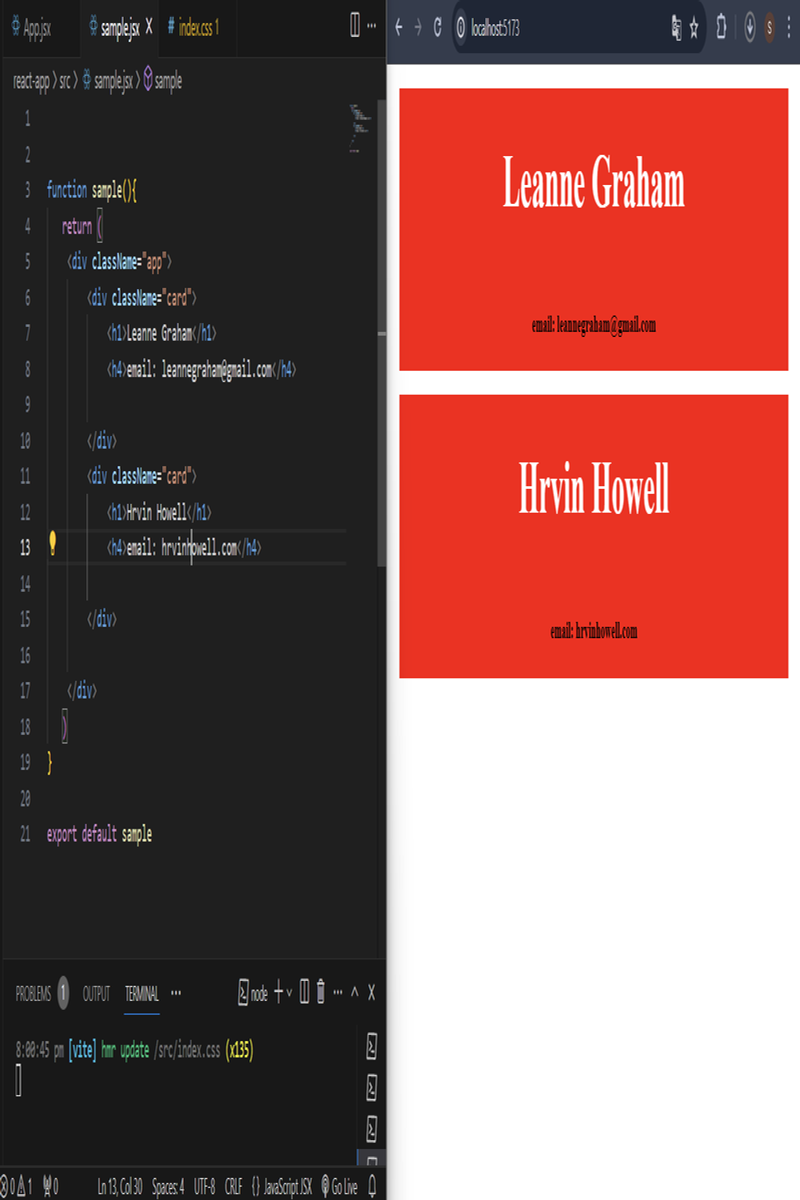 App.jsx sample.jsx X # index.css 1 ···
react-app > src > sample.jsx > sample
1
2
3 function sample(){
4 return (
5 <div className="app">
6 <div className="card">
7 <h1>Leanne Graham</h1>
8 <h4>email: leannegraham@gmail.com</h4>
9
10 </div>
11 <div className="card">
12 <h1>Hrvin Howell</h1>
13 <h4>email: hrvinhowell.com</h4>
14
15 </div>
16
17 </div>
18 )
19 }
20
21 export default sample
PROBLEMS 1 OUTPUT TERMINAL ··· node
8:00:45 pm [vite] hmr update /src/index.css (x135)
0 1 0 Ln 13, Col 30 Spaces: 4 UTF-8 CRLF {} JavaScript JSX Go Live
localhost:5173 S
Leanne Graham
email: leannegraham@gmail.com
Hrvin Howell
email: hrvinhowell.com